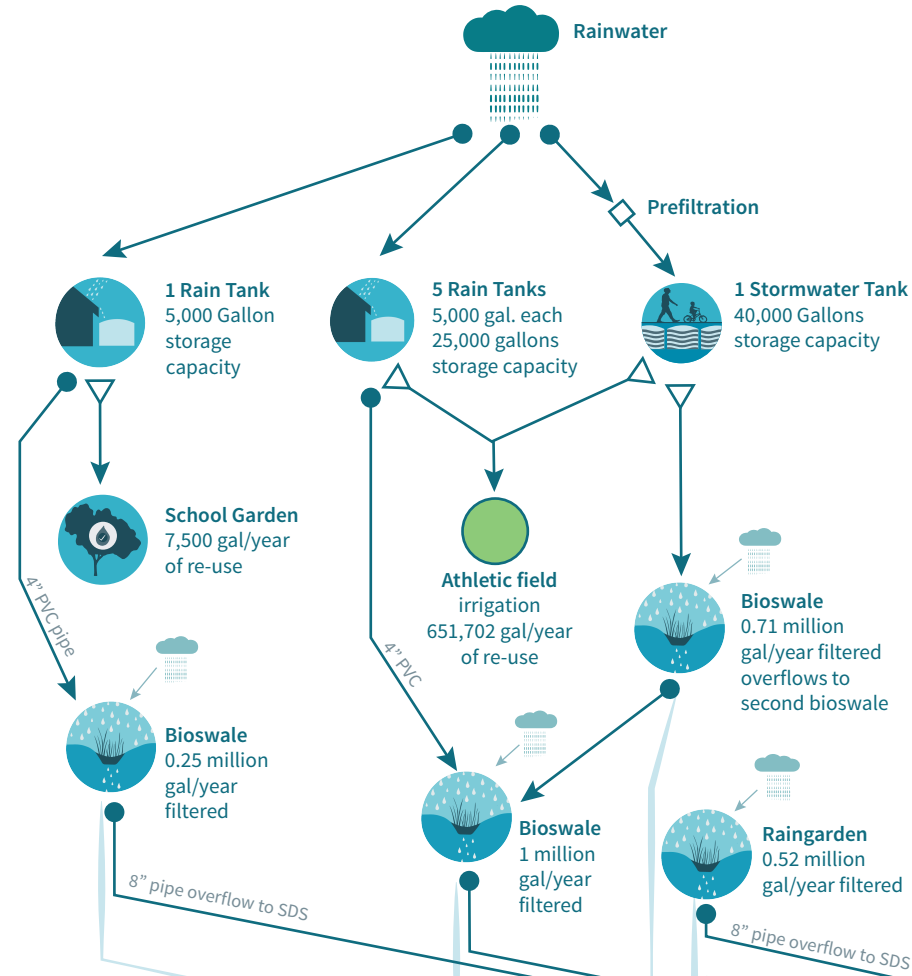 Rainwater
Prefiltration
1 Rain Tank
5,000 Gallon
storage
capacity
5 Rain Tanks
5,000 gal. each
25,000 gallons
storage capacity
1 Stormwater Tank
40,000 Gallons
storage capacity
School Garden
7,500 gal/year
of re-use
Athletic field
irrigation
651,702 gal/year
of re-use
Bioswale
0.71 million
gal/year filtered
overflows to
second bioswale
4” PVC pipe
4” PVC
Bioswale
0.25 million
gal/year
filtered
Bioswale
1 million
gal/year
filtered
Raingarden
0.52 million
gal/year filtered
8” pipe overflow to SDS
8” pipe overflow to SDS